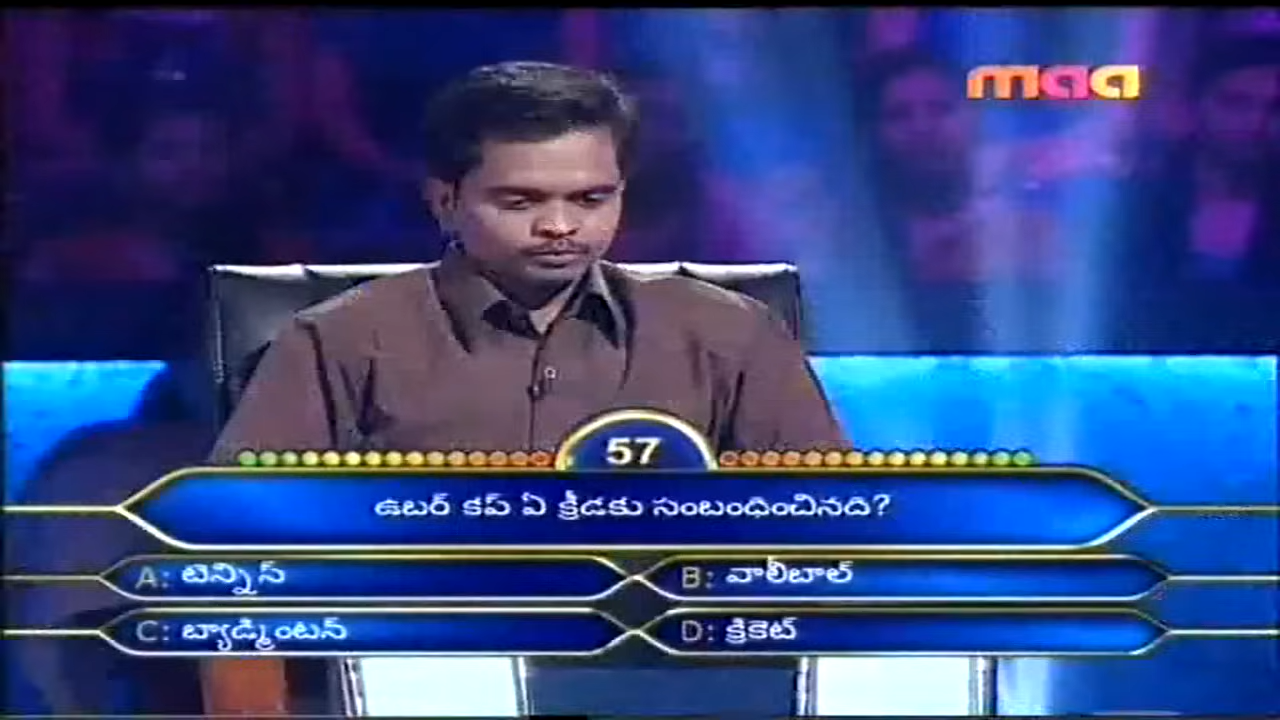 maa
57
ఉబర్ కప్ ఏ క్రీడకు సంబంధించినది?
A: టెన్నిస్
B: వాలీబాల్
C: బ్యాడ్మింటన్
D: క్రికెట్